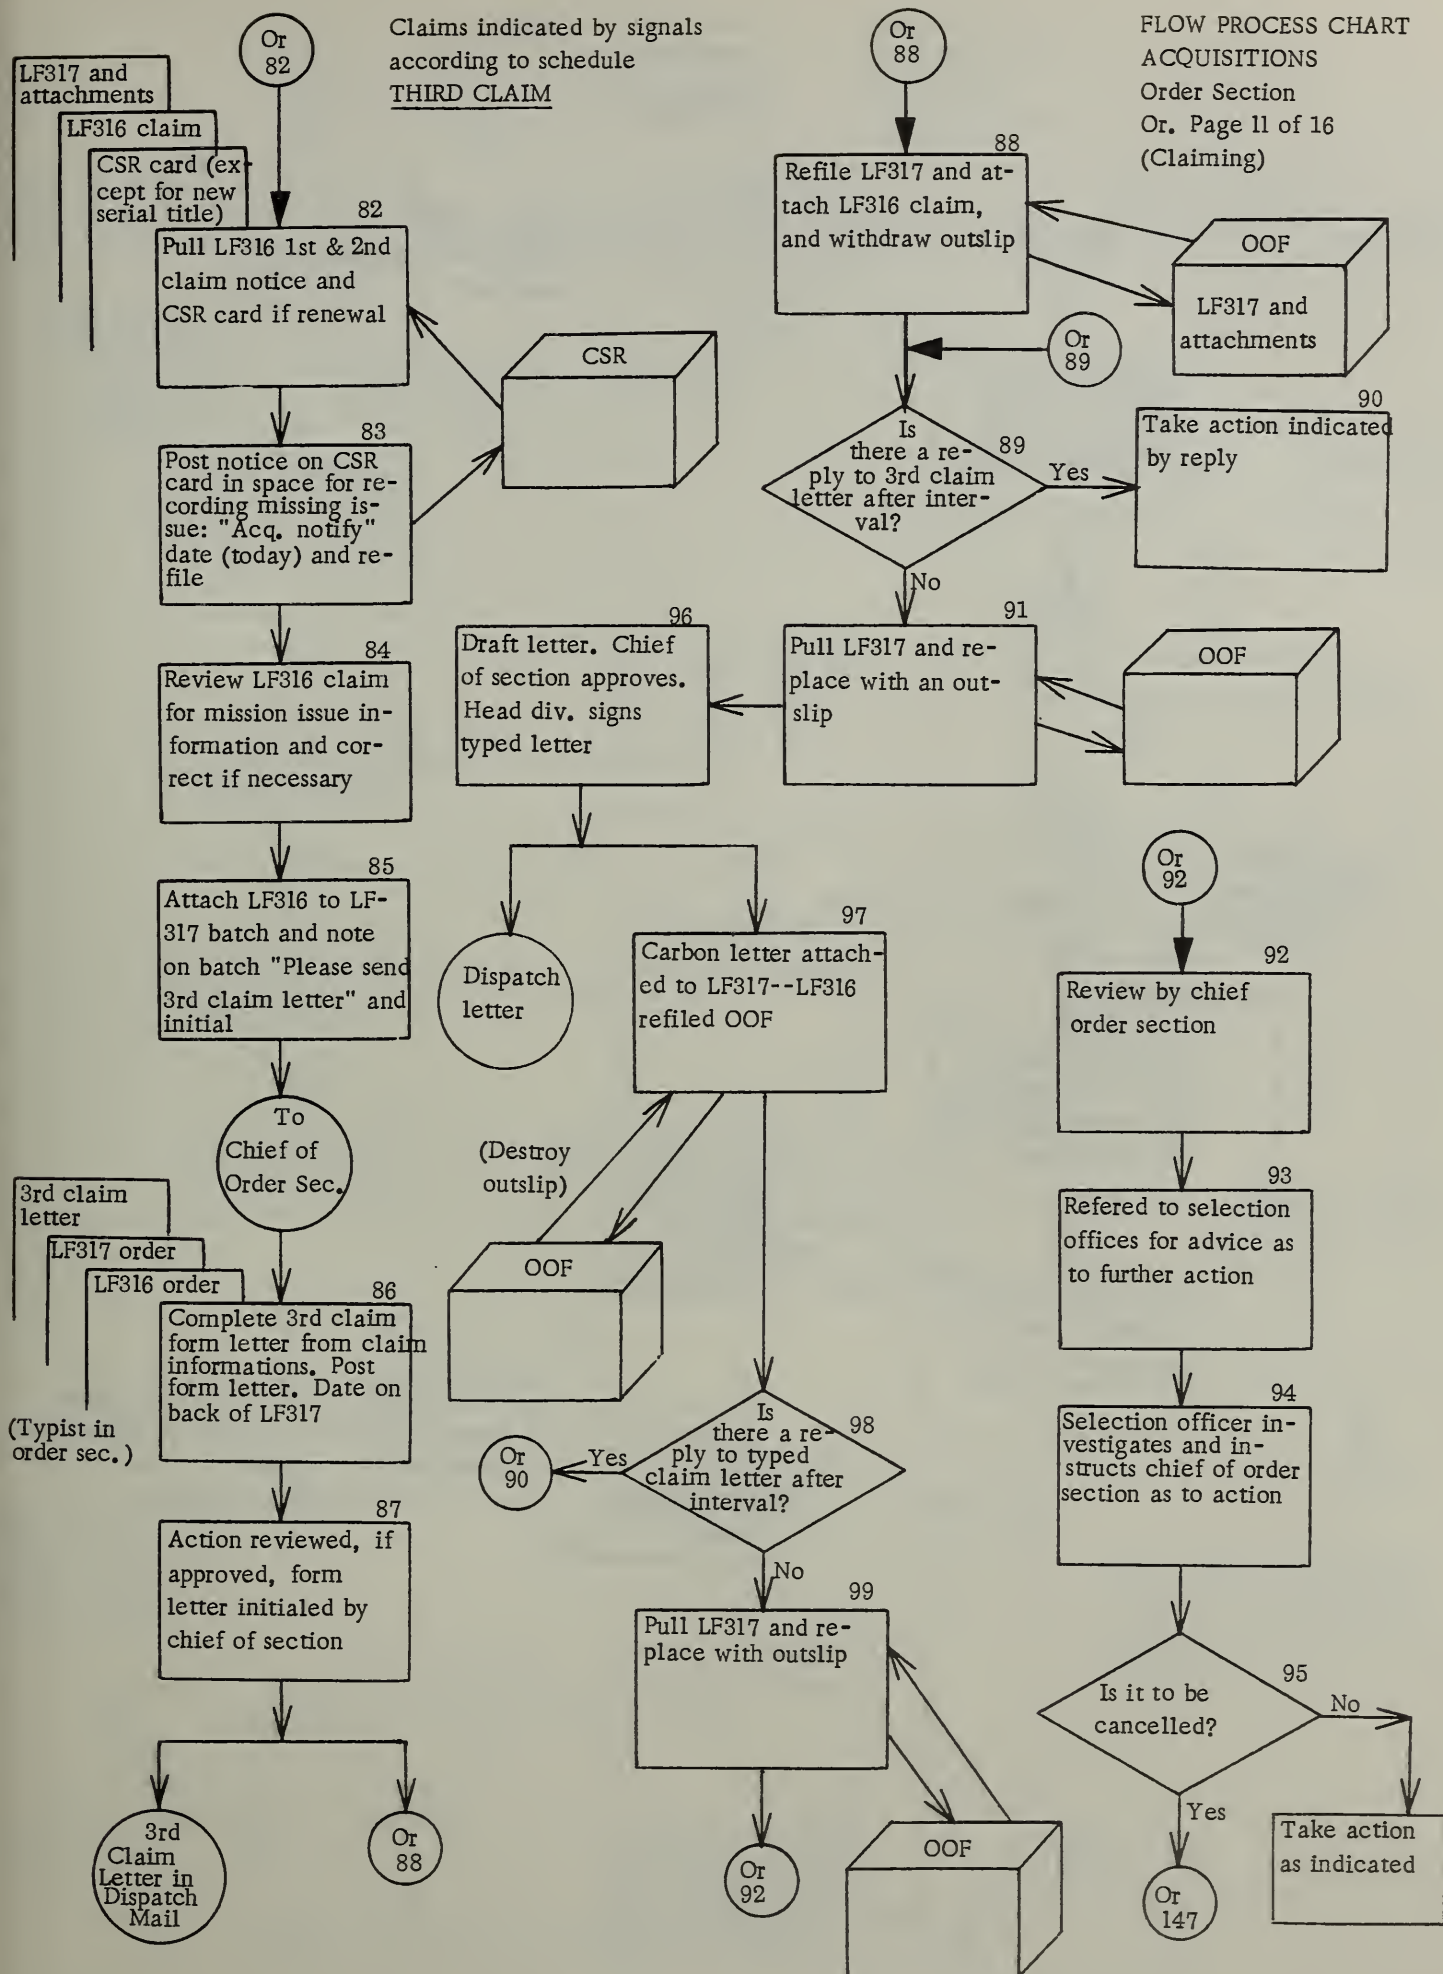 Or
82
Claims indicated by signals
according to schedule
THIRD CLAIM
FLOW PROCESS CHART
ACQUISITIONS
Order Section
Or. Page 11 of 16
(Claiming)
LF317 and
attachments
LF316 claim
CSR card (ex-
cept for new
serial title)
82
Pull LF316 1st & 2nd
claim notice and
CSR card if renewal
CSR
83
Post notice on CSR
card in space for re-
cording missing is-
sue: "Acq. notify"
date (today) and re-
file
84
Review LF316 claim
for mission issue in-
formation and cor-
rect if necessary
85
Attach LF316 to LF-
317 batch and note
on batch "Please send
3rd claim letter" and
initial
To
Chief of
Order Sec.
3rd claim
letter
LF317 order
LF316 order
(Typist in
order sec.)
86
Complete 3rd claim
form letter from claim
informations. Post
form letter. Date on
back of LF317
87
Action reviewed, if
approved, form
letter initialed by
chief of section
3rd
Claim
Letter in
Dispatch
Mail
Or
88
Or
88
88
Refile LF317 and at-
tach LF316 claim,
and withdraw outslip
OOF
LF317 and
attachments
Or
89
Is
there a re-
ply to 3rd claim
letter after inter-
val?
89
Yes
90
Take action indicated
by reply
No
91
Pull LF317 and re-
place with an out-
slip
OOF
96
Draft letter. Chief
of section approves.
Head div. signs
typed letter
Dispatch
letter
97
Carbon letter attach-
ed to LF317--LF316
refiled OOF
(Destroy
outslip)
OOF
Is
there a re-
ply to typed
claim letter after
interval?
98
Yes
Or
90
No
99
Pull LF317 and re-
place with outslip
OOF
Or
92
Or
92
92
Review by chief
order section
93
Refered to selection
offices for advice as
to further action
94
Selection officer in-
vestigates and in-
structs chief of order
section as to action
95
Is it to be
cancelled?
No
Yes
Take action
as indicated
Or
147